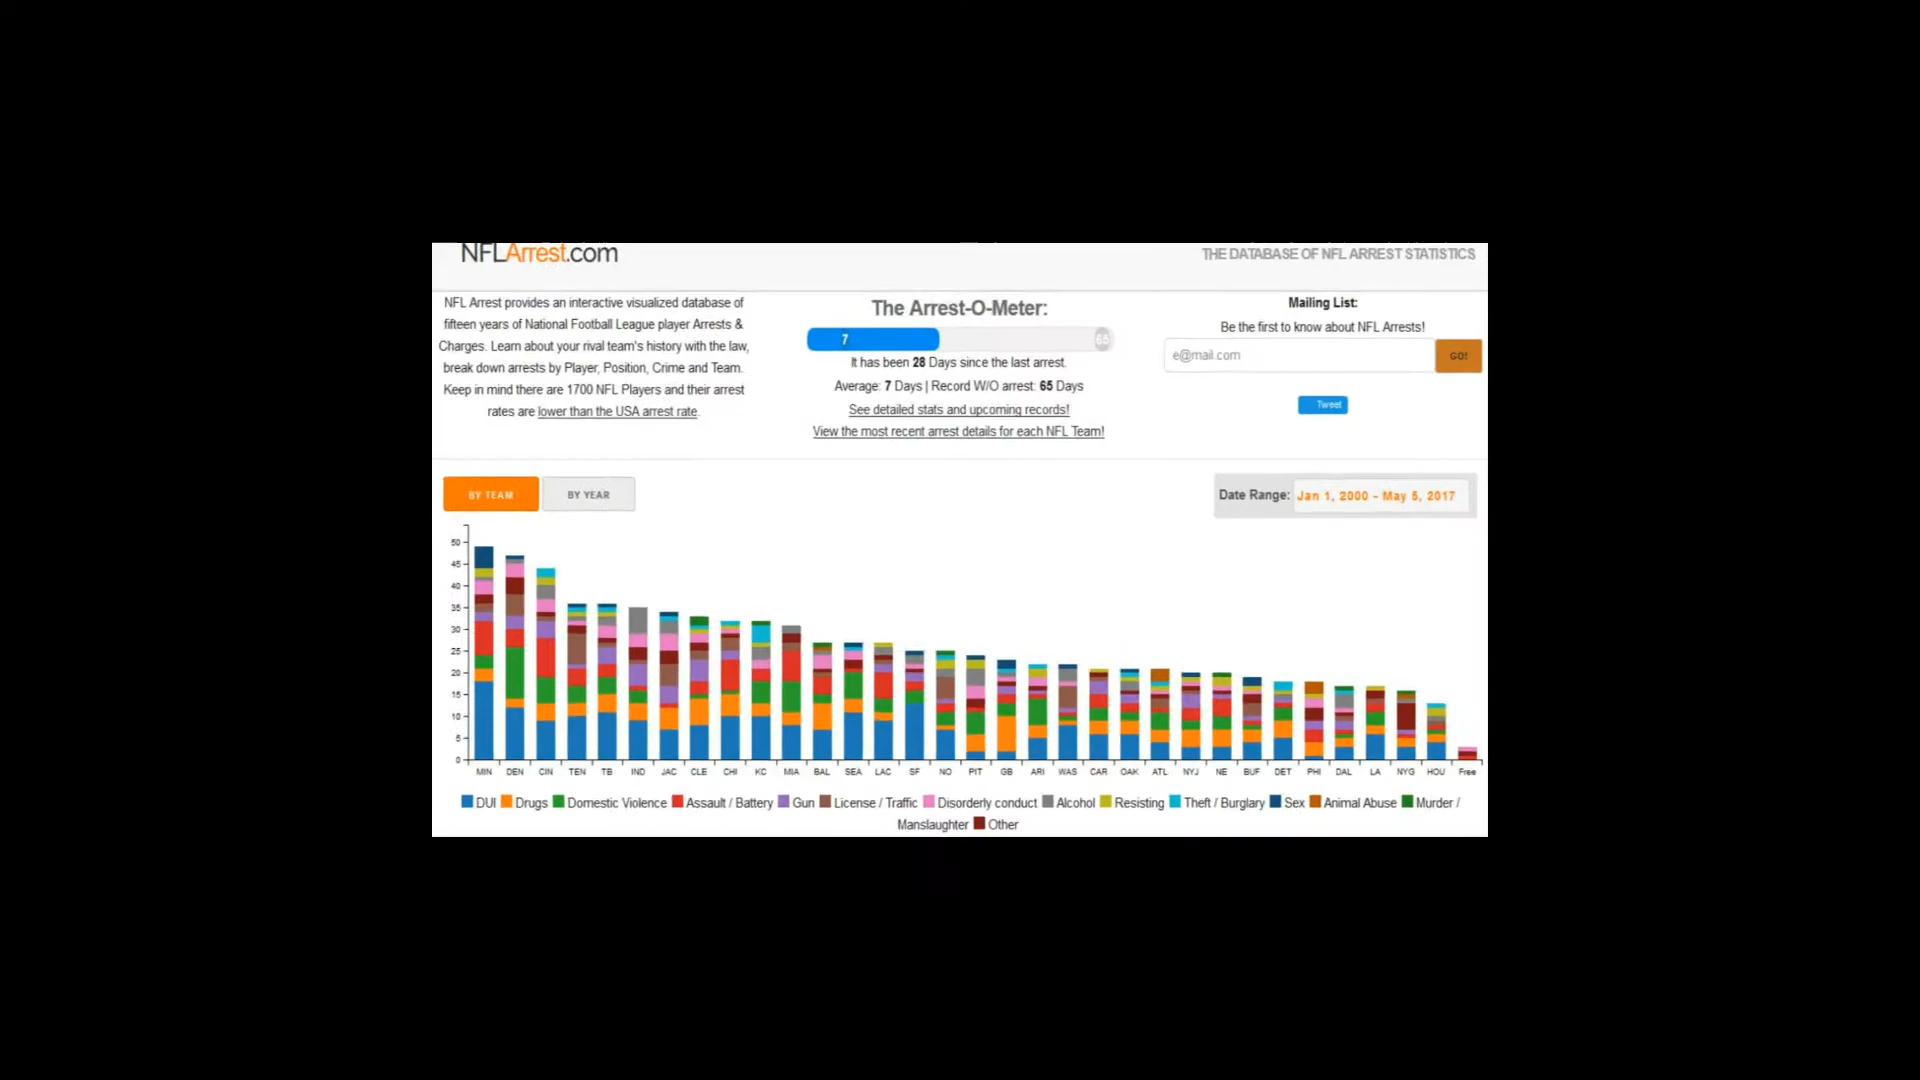 NFLArrest.com
THE DATABASE OF NFL ARREST STATISTICS
NFL Arrest provides an interactive visualized database of
fifteen years of National Football League player Arrests &
Charges. Learn about your rival team's history with the law,
break down arrests by Player, Position, Crime and Team.
Keep in mind there are 1700 NFL Players and their arrest
rates are lower than the USA arrest rate.
The Arrest-O-Meter:
7
65
It has been 28 Days since the last arrest.
Average: 7 Days | Record W/O arrest: 65 Days
See detailed stats and upcoming records!
View the most recent arrest details for each NFL Team!
Mailing List:
Be the first to know about NFL Arrests!
e@mail.com
GO!
Tweet
BY TEAM
BY YEAR
Date Range: Jan 1, 2000 - May 5, 2017
50
45
40
35
30
25
20
15
10
5
0
MIN DEN CIN TEN TB IND JAC CLE CHI KC MIA BAL SEA LAC SF NO PIT GB ARI WAS CAR OAK ATL NYJ NE BUF DET PHI DAL LA NYG HOU Free
DUI Drugs Domestic Violence Assault / Battery Gun License / Traffic Disorderly conduct Alcohol Resisting Theft / Burglary Sex Animal Abuse Murder /
Manslaughter Other